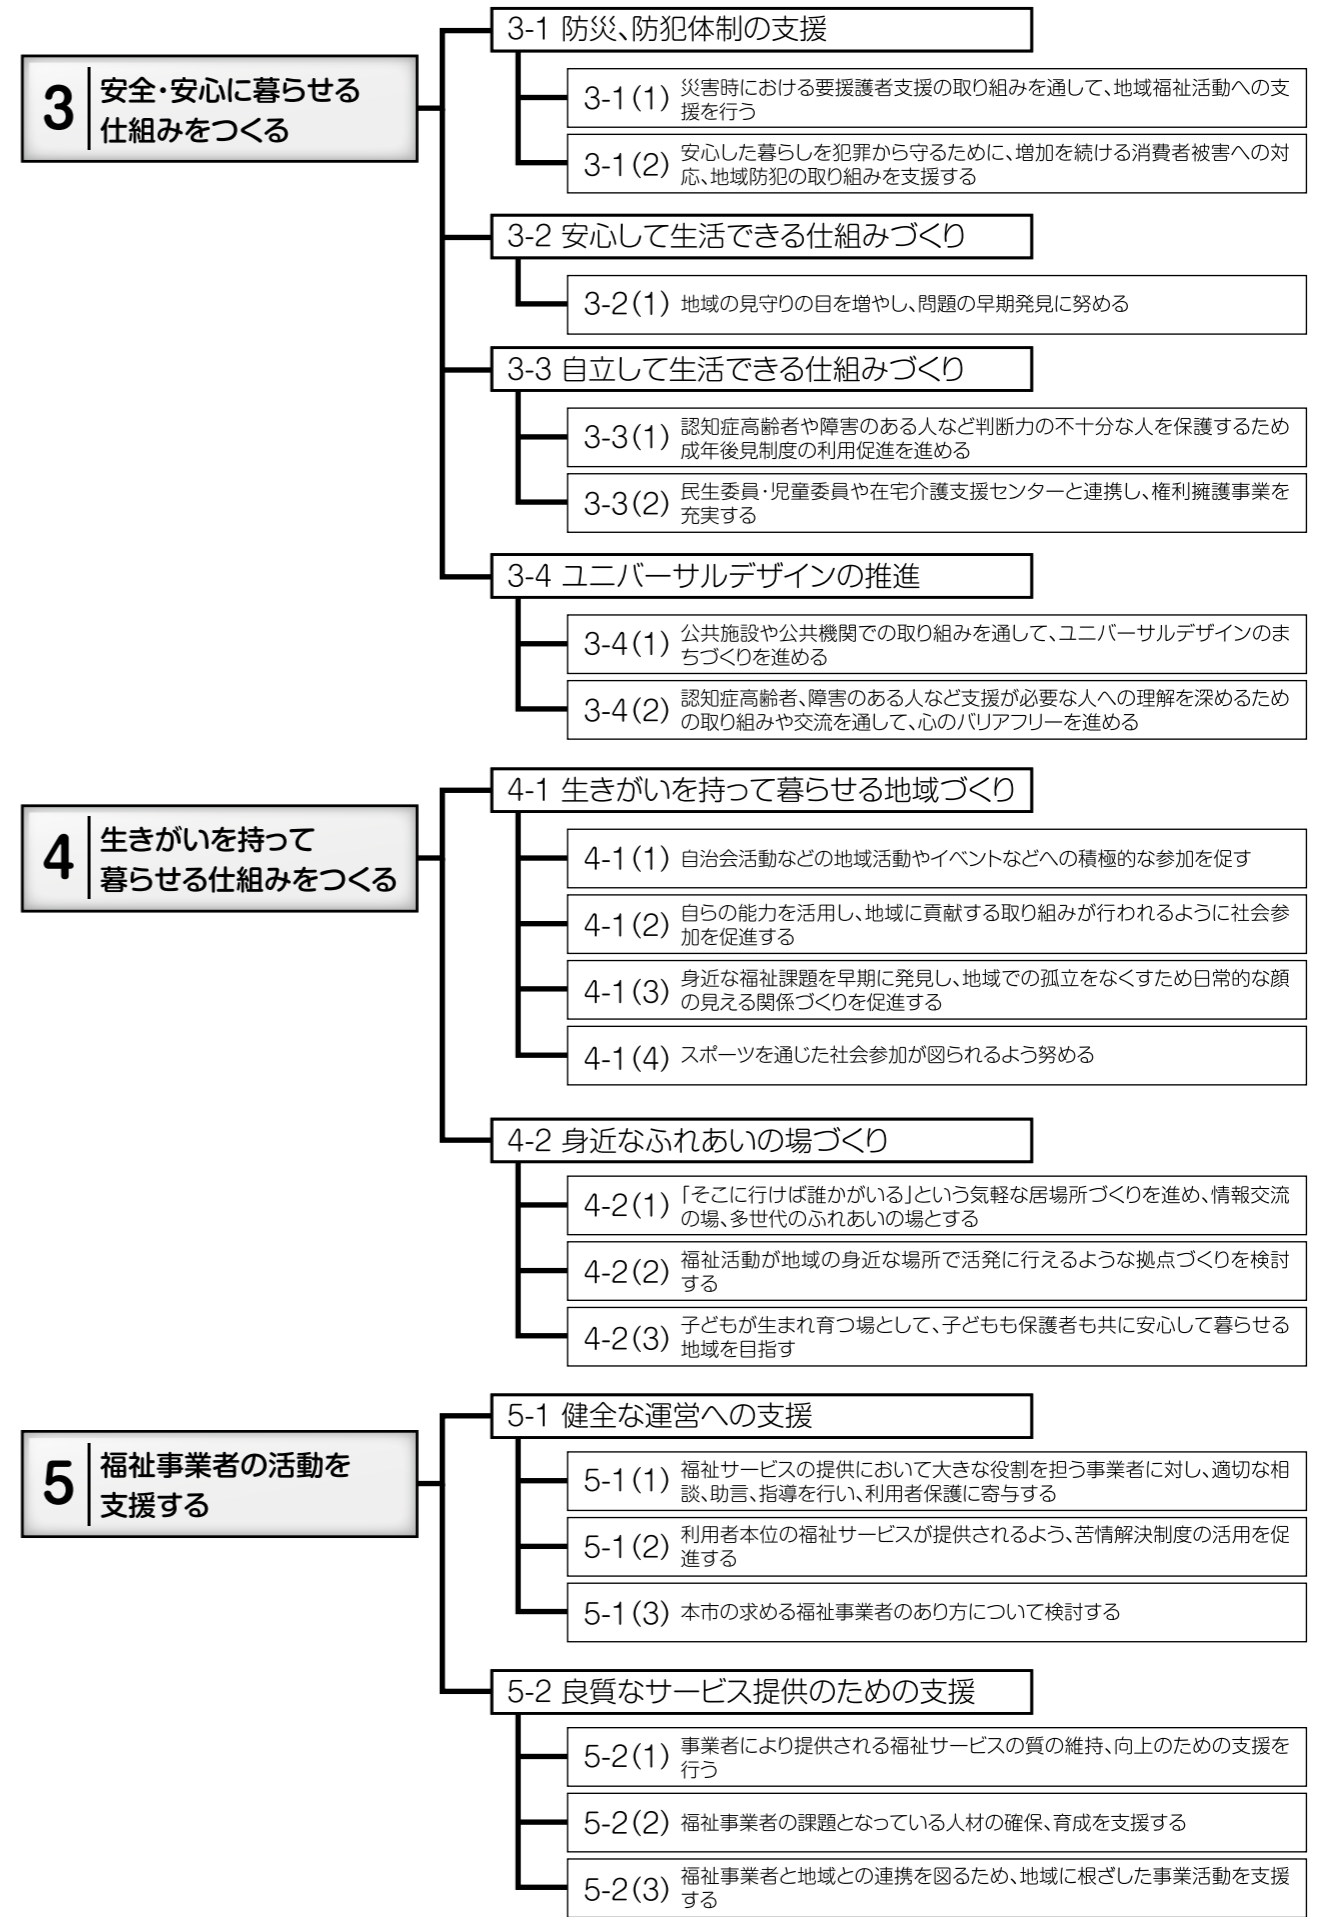 3 安全・安心に暮らせる
仕組みをつくる
3-1 防災、防犯体制の支援
3-1(1) 災害時における要援護者支援の取り組みを通して、地域福祉活動への支
援を行う
3-1(2) 安心した暮らしを犯罪から守るために、増加を続ける消費者被害への対
応、地域防犯の取り組みを支援する
3-2 安心して生活できる仕組みづくり
3-2(1) 地域の見守りの目を増やし、問題の早期発見に努める
3-3 自立して生活できる仕組みづくり
3-3(1) 認知症高齢者や障害のある人など判断力の不十分な人を保護するため
成年後見制度の利用促進を進める
3-3(2) 民生委員・児童委員や在宅介護支援センターと連携し、権利擁護事業を
充実する
3-4 ユニバーサルデザインの推進
3-4(1) 公共施設や公共機関での取り組みを通して、ユニバーサルデザインのま
ちづくりを進める
3-4(2) 認知症高齢者、障害のある人など支援が必要な人への理解を深めるため
の取り組みや交流を通して、心のバリアフリーを進める
4 生きがいを持って
暮らせる仕組みをつくる
4-1 生きがいを持って暮らせる地域づくり
4-1(1) 自治会活動などの地域活動やイベントなどへの積極的な参加を促す
4-1(2) 自らの能力を活用し、地域に貢献する取り組みが行われるように社会参
加を促進する
4-1(3) 身近な福祉課題を早期に発見し、地域での孤立をなくすため日常的な顔
の見える関係づくりを促進する
4-1(4) スポーツを通じた社会参加が図られるよう努める
4-2 身近なふれあいの場づくり
4-2(1) 「そこに行けば誰かがいる」という気軽な居場所づくりを進め、情報交流
の場、多世代のふれあいの場とする
4-2(2) 福祉活動が地域の身近な場所で活発に行えるような拠点づくりを検討
する
4-2(3) 子どもが生まれ育つ場として、子どもも保護者も共に安心して暮らせる
地域を目指す
5 福祉事業者の活動を
支援する
5-1 健全な運営への支援
5-1(1) 福祉サービスの提供において大きな役割を担う事業者に対し、適切な相
談、助言、指導を行い、利用者保護に寄与する
5-1(2) 利用者本位の福祉サービスが提供されるよう、苦情解決制度の活用を促
進する
5-1(3) 本市の求める福祉事業者のあり方について検討する
5-2 良質なサービス提供のための支援
5-2(1) 事業者により提供される福祉サービスの質の維持、向上のための支援を
行う
5-2(2) 福祉事業者の課題となっている人材の確保、育成を支援する
5-2(3) 福祉事業者と地域との連携を図るため、地域に根ざした事業活動を支援
する